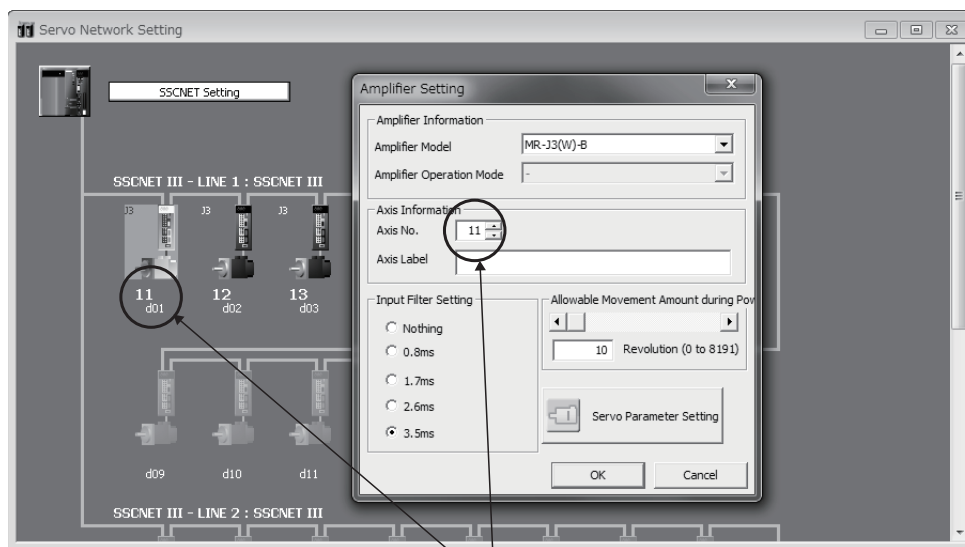 Servo Network Setting
SSCNET Setting
SSCNET III - LINE 1 : SSCNET III
J3 J3 J3
11 12 13
d01 d02 d03
d09 d10 d11
SSCNET III - LINE 2 : SSCNET III
Amplifier Setting
Amplifier Information
Amplifier Model MR-J3(W)-B
Amplifier Operation Mode -
Axis Information
Axis No. 11
Axis Label
Input Filter Setting
Nothing
0.8ms
1.7ms
2.6ms
3.5ms
Allowable Movement Amount during Pow
10 Revolution (0 to 8191)
Servo Parameter Setting
OK Cancel